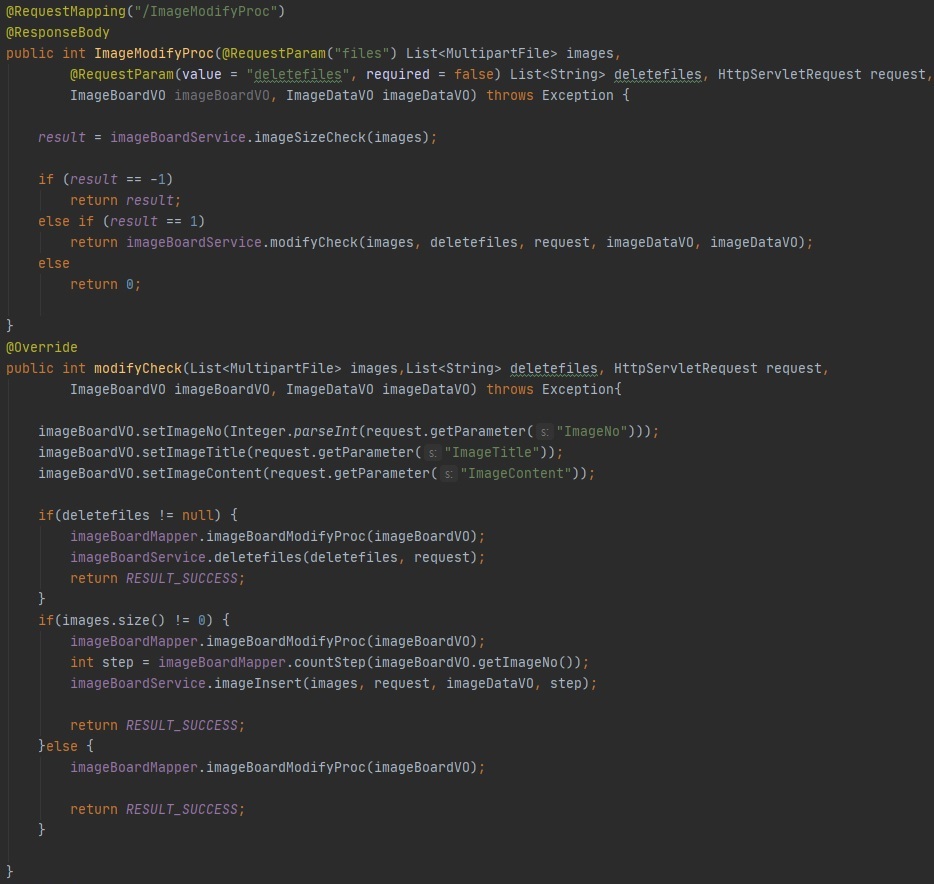 @RequestMapping("/ImageModifyProc")
@ResponseBody
public int ImageModifyProc(@RequestParam("files") List<MultipartFile> images,
        @RequestParam(value = "deletefiles", required = false) List<String> deletefiles, HttpServletRequest request,
        ImageBoardVO imageBoardVO, ImageDataVO imageDataVO) throws Exception {
    result = imageBoardService.imageSizeCheck(images);
    if (result == -1)
        return result;
    else if (result == 1)
        return imageBoardService.modifyCheck(images, deletefiles, request, imageDataVO, imageDataVO);
    else
        return 0;
}
@Override
public int modifyCheck(List<MultipartFile> images,List<String> deletefiles, HttpServletRequest request,
        ImageBoardVO imageBoardVO, ImageDataVO imageDataVO) throws Exception{
    imageBoardVO.setImageNo(Integer.parseInt(request.getParameter( s: "ImageNo")));
    imageBoardVO.setImageTitle(request.getParameter( s: "ImageTitle"));
    imageBoardVO.setImageContent(request.getParameter( s: "ImageContent"));
    if(deletefiles != null) {
        imageBoardMapper.imageBoardModifyProc(imageBoardVO);
        imageBoardService.deletefiles(deletefiles, request);
        return RESULT_SUCCESS;
    }
    if(images.size() != 0) {
        imageBoardMapper.imageBoardModifyProc(imageBoardVO);
        int step = imageBoardMapper.countStep(imageBoardVO.getImageNo());
        imageBoardService.imageInsert(images, request, imageDataVO, step);
        return RESULT_SUCCESS;
    }else {
        imageBoardMapper.imageBoardModifyProc(imageBoardVO);
        return RESULT_SUCCESS;
    }
}